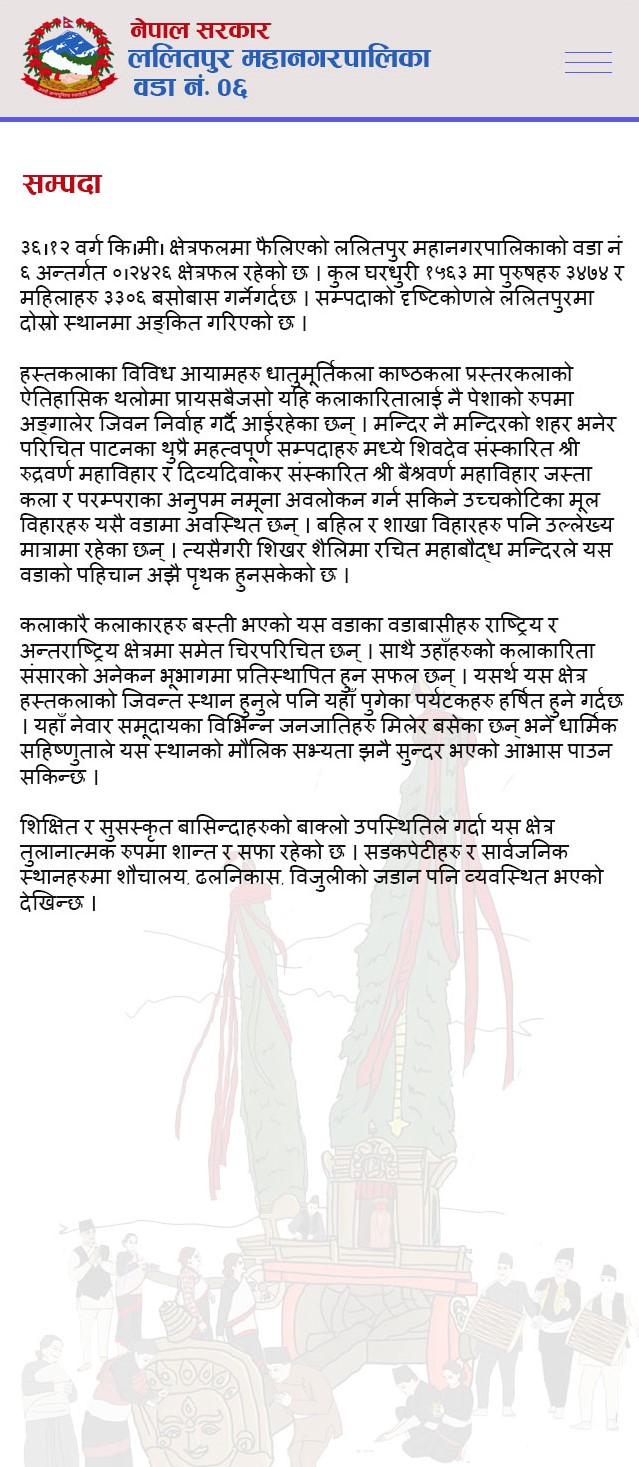 नेपाल सरकार
ललितपुर महानगरपालिका
वडा नं. ०६
सम्पदा
३६।१२ वर्ग कि।मी। क्षेत्रफलमा फैलिएको ललितपुर महानगरपालिकाको वडा नं
६ अन्तर्गत ०।२४२६ क्षेत्रफल रहेको छ । कुल घरधुरी १५६३ मा पुरुषहरु ३४७४ र
महिलाहरु ३३०६ बसोबास गर्नेगर्दछ । सम्पदाको दृष्टिकोणले ललितपुरमा
दोस्रो स्थानमा अङ्कित गरिएको छ ।
हस्तकलाका विविध आयामहरु धातुमूर्तिकला काष्ठकला प्रस्तरकलाको
ऐतिहासिक थलोमा प्रायसबैजसो यहि कलाकारितालाई नै पेशाको रुपमा
अङ्गालेर जिवन निर्वाह गर्दै आईरहेका छन् । मन्दिर नै मन्दिरको शहर भनेर
परिचित पाटनका थुप्रै महत्वपूर्ण सम्पदाहरु मध्ये शिवदेव संस्कारित श्री
रुद्रवर्ण महाविहार र दिव्यदिवाकर संस्कारित श्री बैश्रवर्ण महाविहार जस्ता
कला र परम्पराका अनुपम नमूना अवलोकन गर्न सकिने उच्चकोटिका मूल
विहारहरु यसै वडामा अवस्थित छन् । बहिल र शाखा विहारहरु पनि उल्लेख्य
मात्रामा रहेका छन् । त्यसैगरी शिखर शैलिमा रचित महाबौद्ध मन्दिरले यस
वडाको पहिचान अझै पृथक हुनसकेको छ ।
कलाकारै कलाकारहरु बस्ती भएको यस वडाका वडाबासीहरु राष्ट्रिय र
अन्तराष्ट्रिय क्षेत्रमा समेत चिरपरिचित छन् । साथै उहाँहरुको कलाकारिता
संसारको अनेकन भूभागमा प्रतिस्थापित हुन सफल छन् । यसर्थ यस क्षेत्र
हस्तकलाको जिवन्त स्थान हुनुले पनि यहाँ पुगेका पर्यटकहरु हर्षित हुने गर्दछ
। यहाँ नेवार समूदायका विभिन्न जनजातिहरु मिलेर बसेका छन् भने धार्मिक
सहिष्णुताले यस स्थानको मौलिक सभ्यता झनै सुन्दर भएको आभास पाउन
सकिन्छ ।
शिक्षित र सुसस्कृत बासिन्दाहरुको बाक्लो उपस्थितिले गर्दा यस क्षेत्र
तुलानात्मक रुपमा शान्त र सफा रहेको छ । सडकपेटीहरु र सार्वजनिक
स्थानहरुमा शौचालय, ढलनिकास, विजुलीको जडान पनि व्यवस्थित भएको
देखिन्छ ।